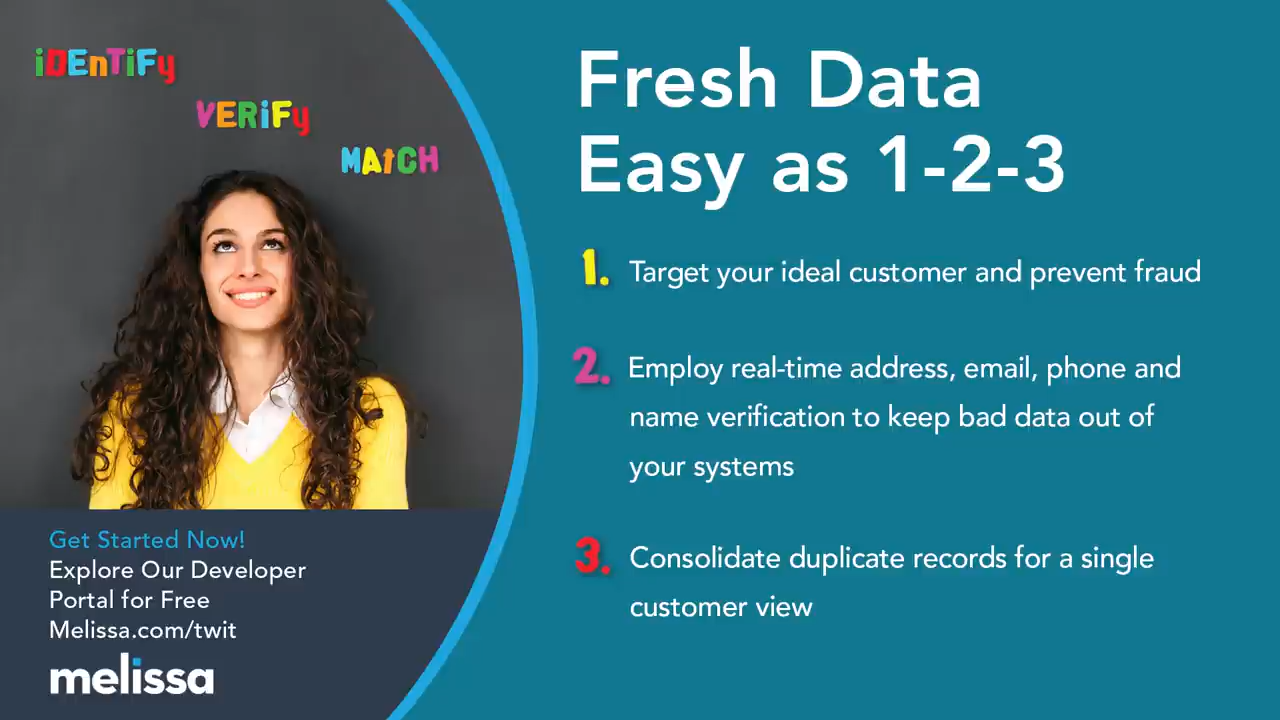 iDEnTiFy
VERiFy
MAtCH
Fresh Data
Easy as 1-2-3
1. Target your ideal customer and prevent fraud
2. Employ real-time address, email, phone and
name verification to keep bad data out of
your systems
3. Consolidate duplicate records for a single
customer view
Get Started Now!
Explore Our Developer
Portal for Free
Melissa.com/twit
melissa